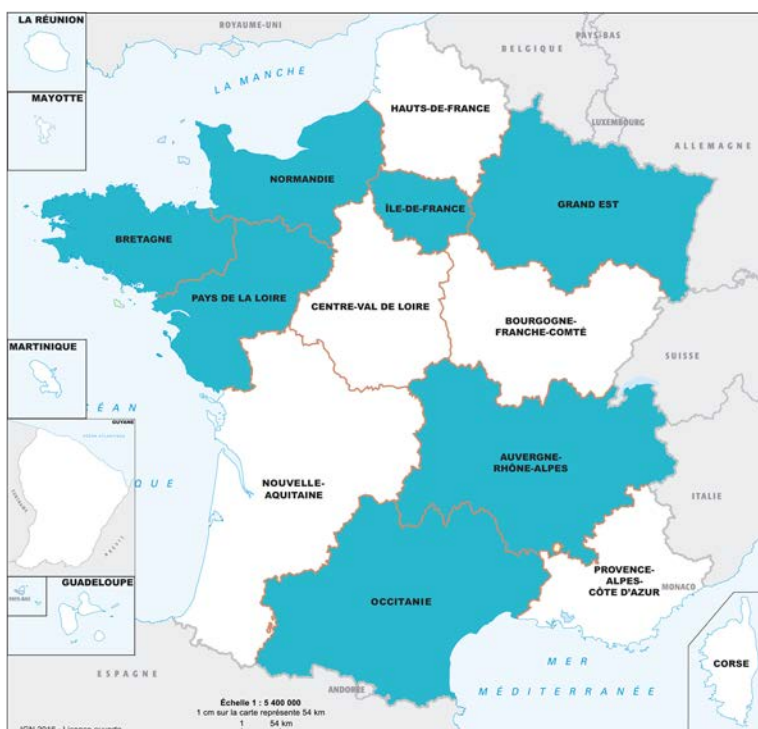 LA RÉUNION
ROYAUME-UNI
PAYS-BAS
BELGIQUE
LA MANCHE
MAYOTTE
HAUTS-DE-FRANCE
LUXEMBOURG
ALLEMAGNE
NORMANDIE
ÎLE-DE-FRANCE
GRAND EST
BRETAGNE
PAYS DE LA LOIRE
CENTRE-VAL DE LOIRE
BOURGOGNE-
FRANCHE-COMTÉ
MARTINIQUE
SUISSE
ÉAN
GUYANE
AUVERGNE-
RHÔNE-ALPES
QUE
NOUVELLE-
AQUITAINE
ITALIE
PROVENCE-
ALPES-
CÔTE D'AZUR
MONACO
GUADELOUPE
OCCITANIE
MER
MÉDITERRANÉE
CORSE
ESPAGNE
ANDORRE
Échelle 1 : 5 400 000
1 cm sur la carte représente 54 km
1 54 km